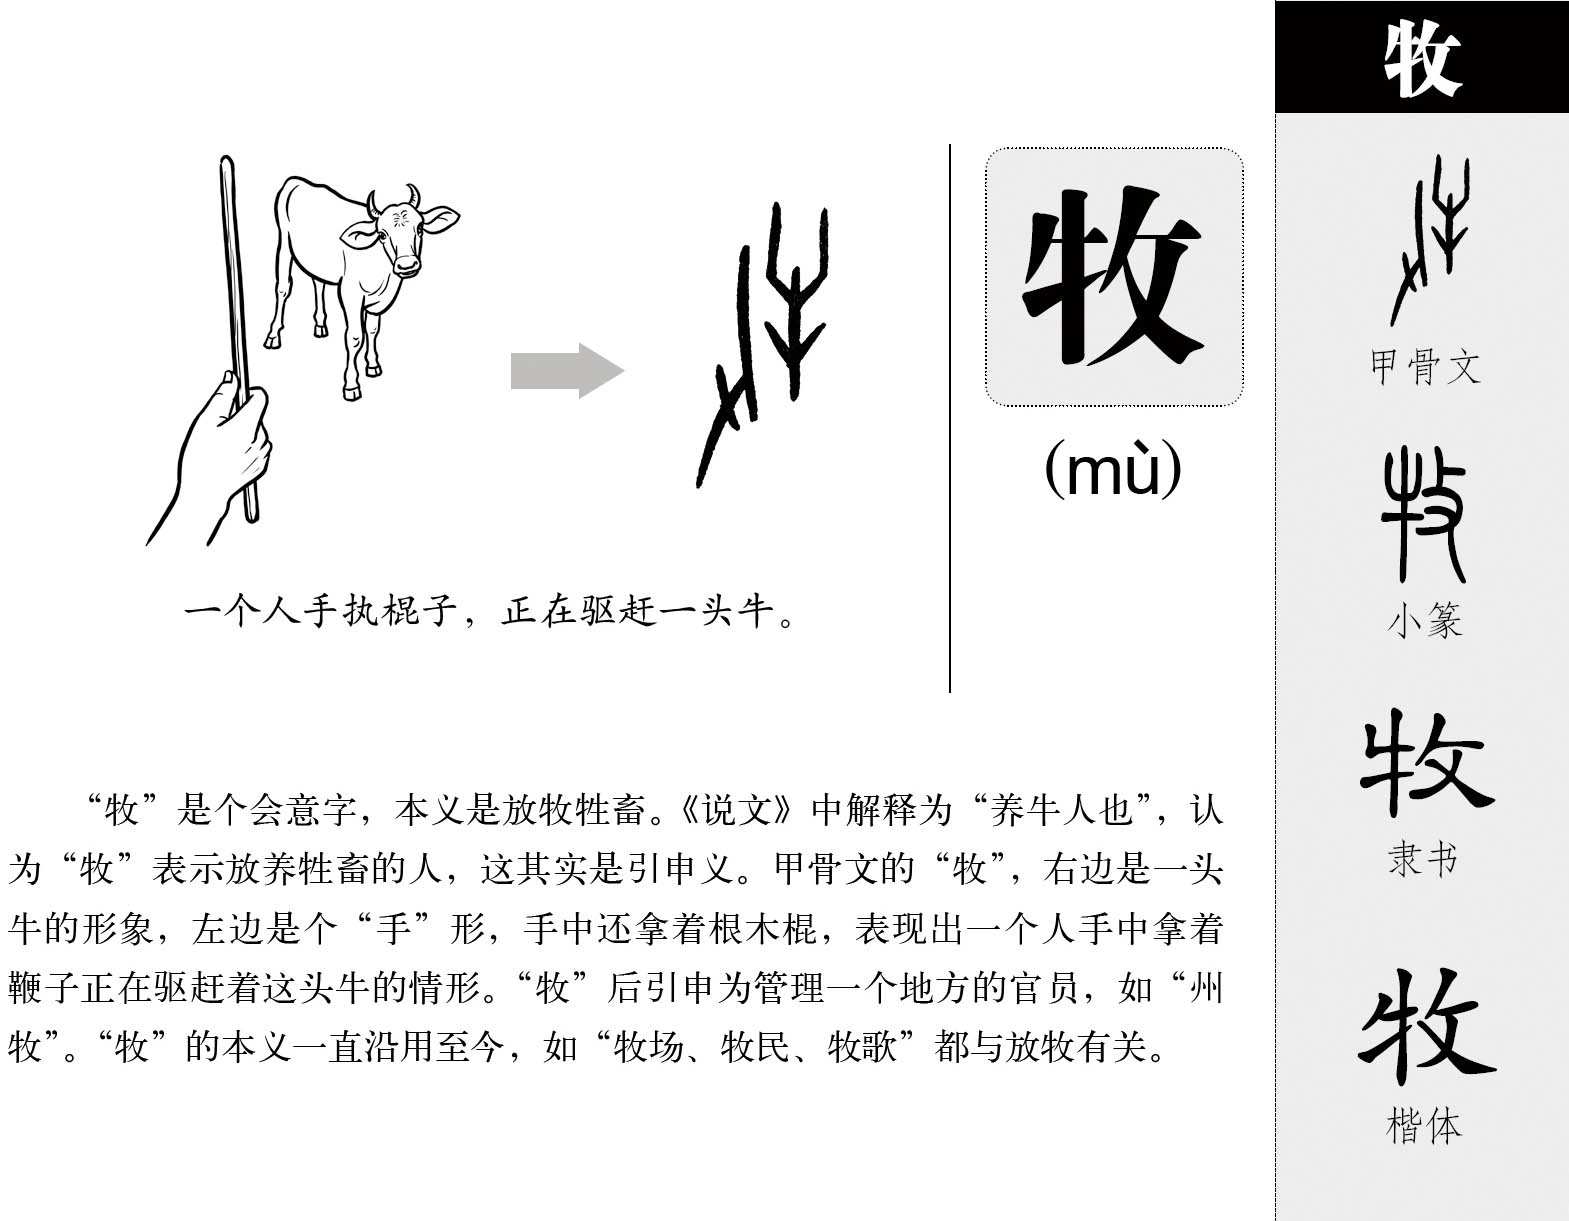 牧
(mù)
一个人手执棍子，正在驱赶一头牛。
“牧”是个会意字，本义是放牧牲畜。《说文》中解释为“养牛人也”，认
为“牧”表示放养牲畜的人，这其实是引申义。甲骨文的“牧”，右边是一头
牛的形象，左边是个“手”形，手中还拿着根木棍，表现出一个人手中拿着
鞭子正在驱赶着这头牛的情形。“牧”后引申为管理一个地方的官员，如“州
牧”。“牧”的本义一直沿用至今，如“牧场、牧民、牧歌”都与放牧有关。
牧
牧
甲骨文
牧
小篆
牧
隶书
牧
楷体